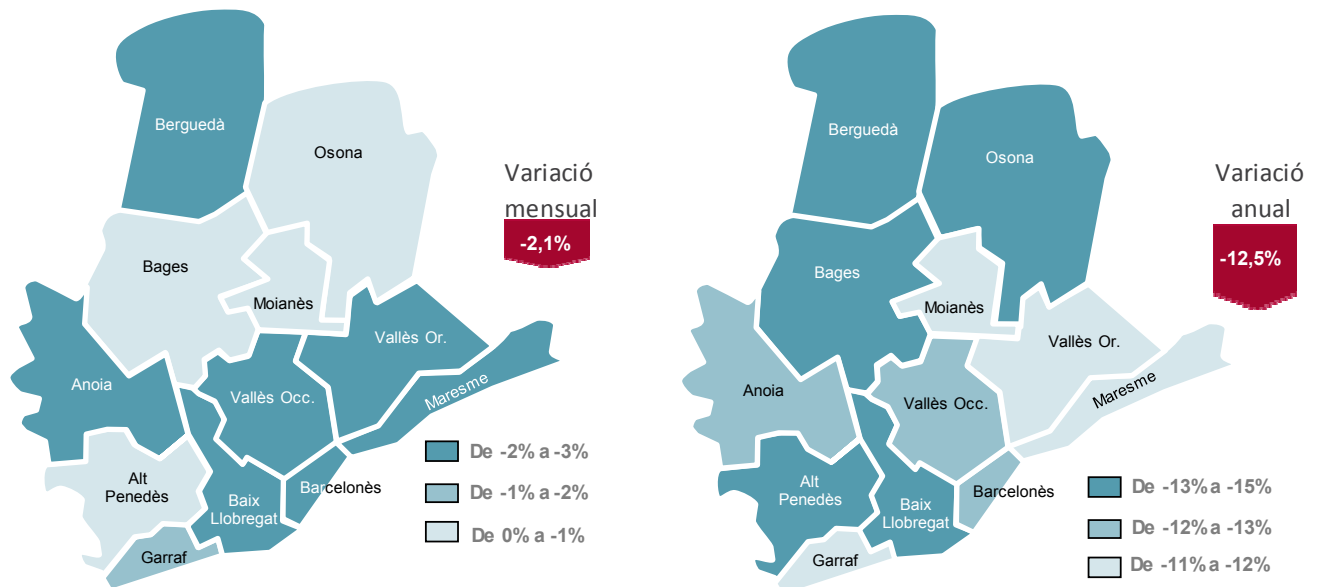 Berguedà
Osona
Variació
mensual
-2,1%
Bages
Moianès
Vallès Or.
Anoia
Vallès Occ.
Maresme
De -2% a -3%
Alt
Penedès
De -1% a -2%
Barcelonès
Baix
Llobregat
De 0% a -1%
Garraf
Berguedà
Osona
Variació
anual
-12,5%
Bages
Moianès
Vallès Or.
Anoia
Vallès Occ.
Maresme
Alt
Penedès
Barcelonès
De -13% a -15%
Baix
Llobregat
De -12% a -13%
Garraf
De -11% a -12%